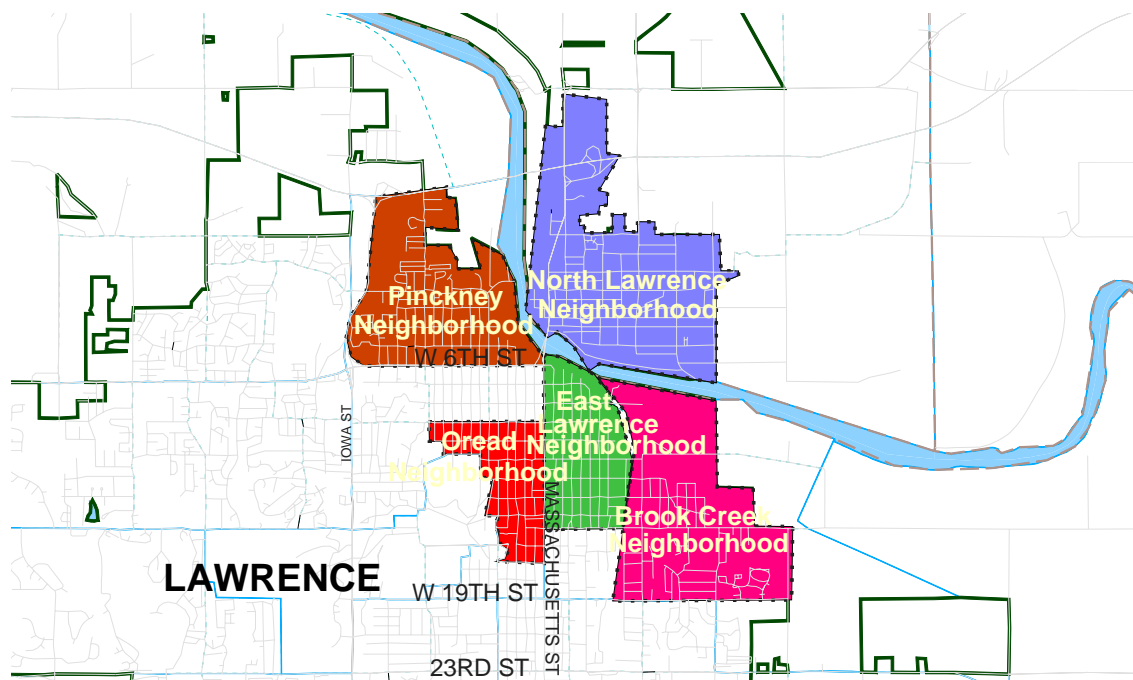 North Lawrence
Neighborhood
Pinckney
Neighborhood
W 6TH ST
East
Lawrence
Neighborhood
Oread
Neighborhood
IOWA ST
MASSACHUSETTS ST
Brook Creek
Neighborhood
LAWRENCE
W 19TH ST
23RD ST